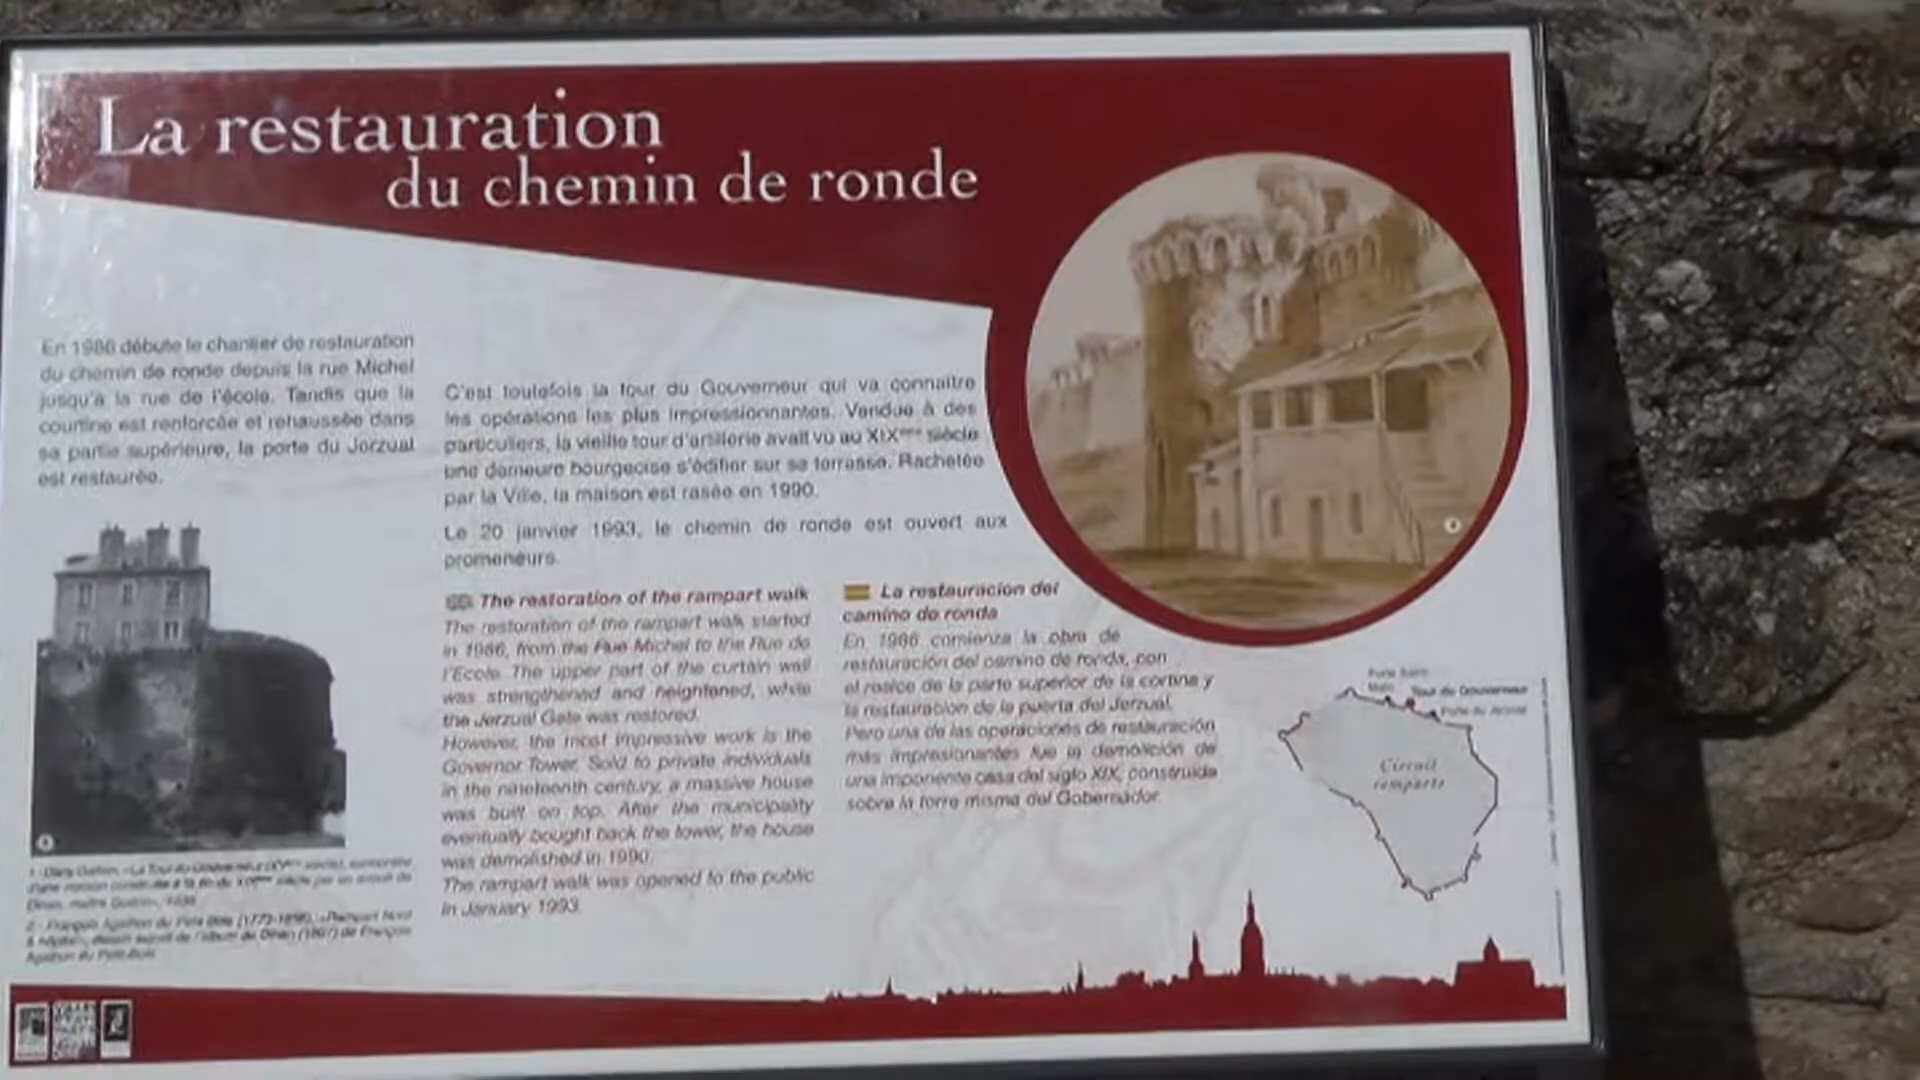 La restauration
du chemin de ronde
En 1986 débute le chantier de restauration
du chemin de ronde depuis la rue Michel
jusqu'à la rue de l'école. Tandis que la
courtine est renforcée et rehaussée dans
sa partie supérieure, la porte du Jerzual
est restaurée.
C'est toutefois la tour du Gouverneur qui va connaître
les opérations les plus impressionnantes. Vendue à des
particuliers, la vieille tour d'artillerie avait vu au XIXème siècle
une demeure bourgeoise s'édifier sur sa terrasse. Rachetée
par la Ville, la maison est rasée en 1990.
Le 20 janvier 1993, le chemin de ronde est ouvert aux
promeneurs.
The restoration of the rampart walk
The restoration of the rampart walk started
in 1986, from the Rue Michel to the Rue de
l'Ecole. The upper part of the curtain wall
was strengthened and heightened, while
the Jerzual Gate was restored.
However, the most impressive work is the
Governor Tower. Sold to private individuals
in the nineteenth century, a massive house
was built on top. After the municipality
eventually bought back the tower, the house
was demolished in 1990.
The rampart walk was opened to the public
in January 1993.
La restauracion del
camino de ronda
En 1986 comienza la obra de
restauración del camino de ronda, con
el realce de la parte superior de la cortina y
la restauración de la puerta del Jerzual.
Pero una de las operaciones de restauración
más impresionantes fue la demolición de
una imponente casa del siglo XIX, construida
sobre la torre misma del Gobernador.
Porte Saint-
Malo
Tour du Gouverneur
Porte du Jerzual
Circuit
remparts